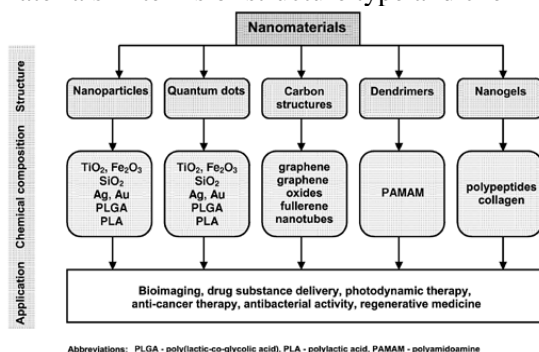 Nanomaterials
Structure
Nanoparticles
Quantum dots
Carbon
structures
Dendrimers
Nanogels
Chemical composition
TiO₂, Fe₂O₃
SiO₂
Ag, Au
PLGA
PLA
TiO₂, Fe₂O₃
SiO₂
Ag, Au
PLGA
PLA
graphene
graphene
oxides
fullerene
nanotubes
PAMAM
polypeptides
collagen
Application
Bioimaging, drug substance delivery, photodynamic therapy,
anti-cancer therapy, antibacterial activity, regenerative medicine
Abbreviations: PLGA - poly(lactic-co-glycolic acid), PLA - polylactic acid, PAMAM - polyamidoamine